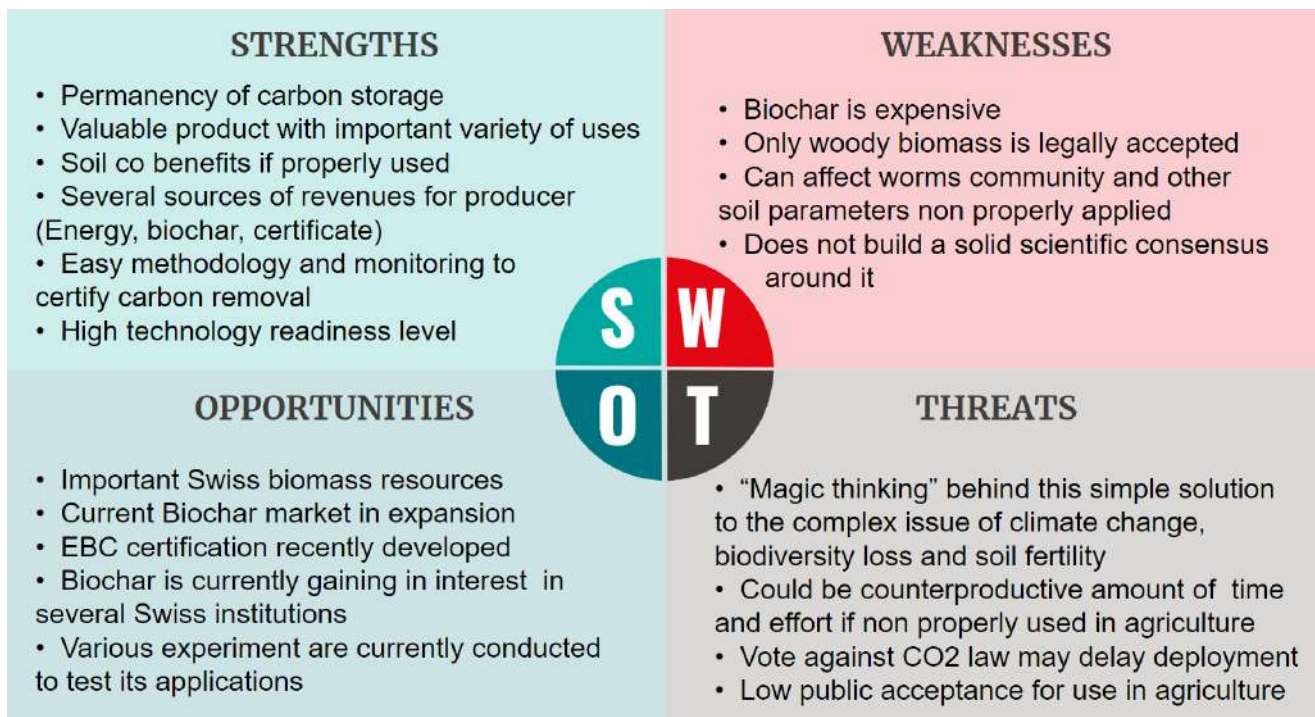 STRENGTHS
• Permanency of carbon storage
• Valuable product with important variety of uses
• Soil co benefits if properly used
• Several sources of revenues for producer
(Energy, biochar, certificate)
• Easy methodology and monitoring to
certify carbon removal
• High technology readiness level
WEAKNESSES
• Biochar is expensive
• Only woody biomass is legally accepted
• Can affect worms community and other
soil parameters non properly applied
• Does not build a solid scientific consensus
around it
S W
O T
OPPORTUNITIES
• Important Swiss biomass resources
• Current Biochar market in expansion
• EBC certification recently developed
• Biochar is currently gaining in interest in
several Swiss institutions
• Various experiment are currently conducted
to test its applications
THREATS
• “Magic thinking” behind this simple solution
to the complex issue of climate change,
biodiversity loss and soil fertility
• Could be counterproductive amount of time
and effort if non properly used in agriculture
• Vote against CO2 law may delay deployment
• Low public acceptance for use in agriculture